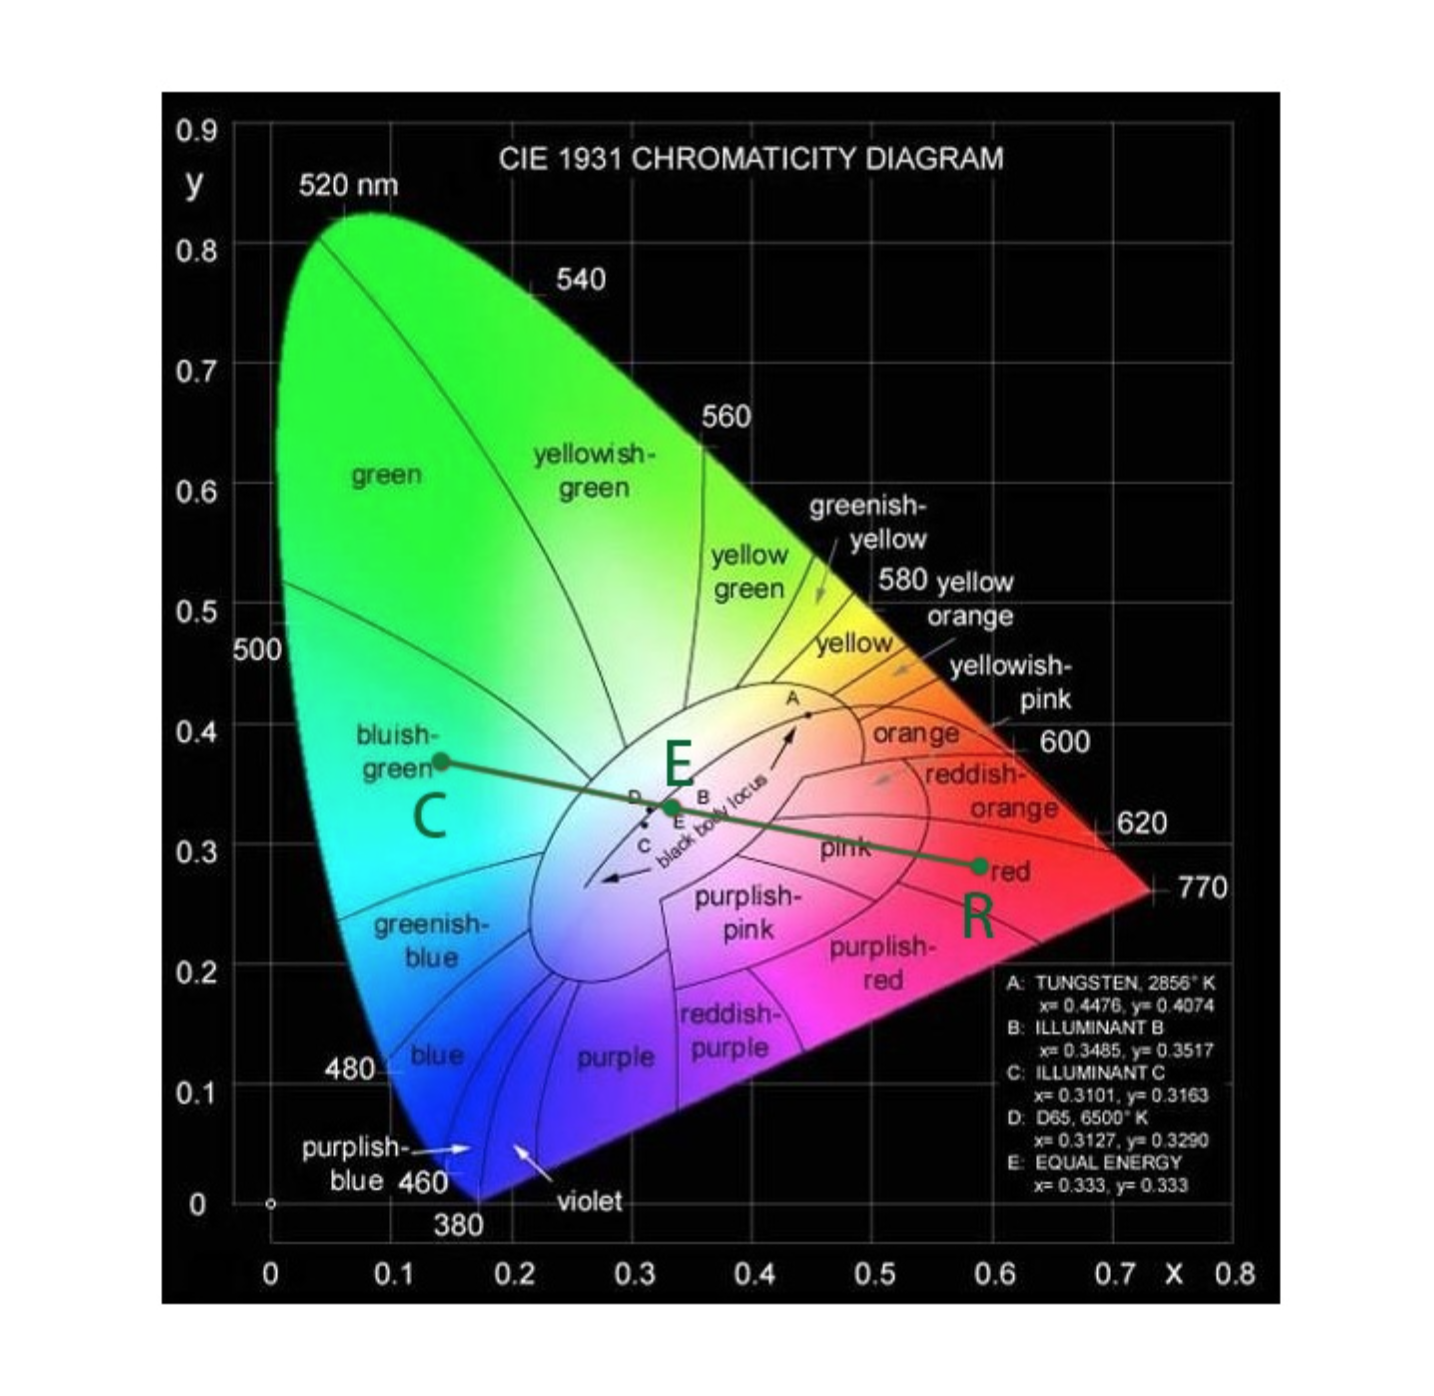 CIE 1931 CHROMATICITY DIAGRAM
0.9
y
520 nm
0.8
540
0.7
560
yellowish-
green
green
0.6
greenish-
yellow
yellow
green
580
yellow
orange
0.5
500
yellow
yellowish-
pink
A
0.4
bluish-
green
E
orange
600
reddish-
orange
C
D
B
E
C
black body locus
620
0.3
pink
red
770
R
greenish-
blue
purplish-
pink
purplish-
red
0.2
reddish-
purple
480
blue
purple
0.1
purplish-
blue
460
violet
0
380
A: TUNGSTEN, 2856° K
x= 0.4476, y= 0.4074
B: ILLUMINANT B
x= 0.3485, y= 0.3517
C: ILLUMINANT C
x= 0.3101, y= 0.3163
D: D65, 6500° K
x= 0.3127, y= 0.3290
E: EQUAL ENERGY
x= 0.333, y= 0.333
0 0.1 0.2 0.3 0.4 0.5 0.6 0.7 x 0.8